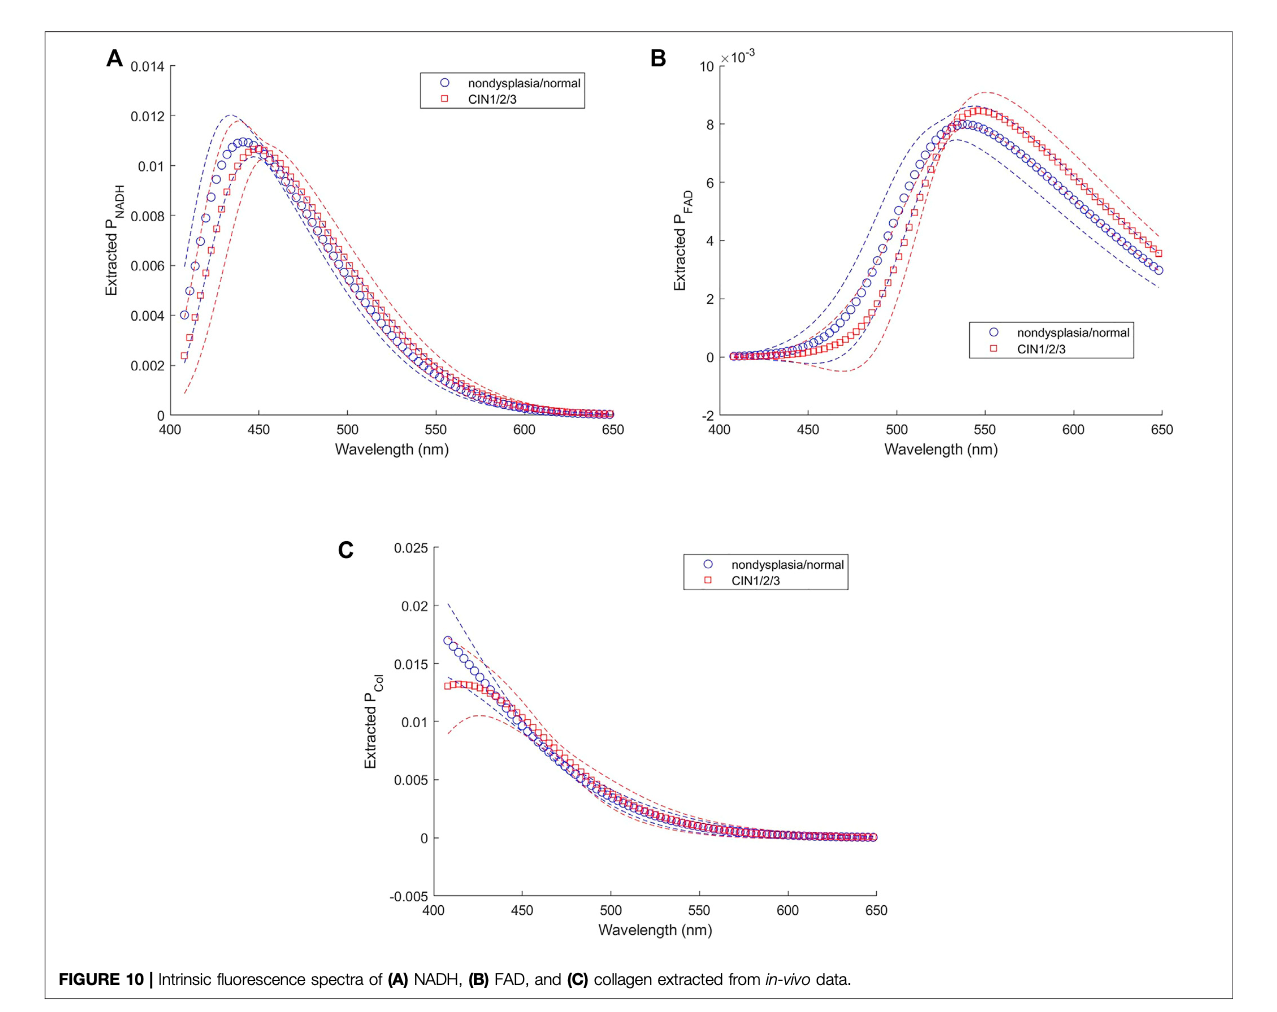 A
0.014
0.012
0.01
0.008
0.006
0.004
0.002
0
Extracted P_NADH
nondysplasia/normal
CIN1/2/3
400 450 500 550 600 650
Wavelength (nm)
B
×10⁻³
10
8
6
4
2
0
-2
Extracted P_FAD
nondysplasia/normal
CIN1/2/3
400 450 500 550 600 650
Wavelength (nm)
C
0.025
0.02
0.015
0.01
0.005
0
-0.005
Extracted P_Col
nondysplasia/normal
CIN1/2/3
400 450 500 550 600 650
Wavelength (nm)
FIGURE 10 | Intrinsic fluorescence spectra of (A) NADH, (B) FAD, and (C) collagen extracted from in-vivo data.